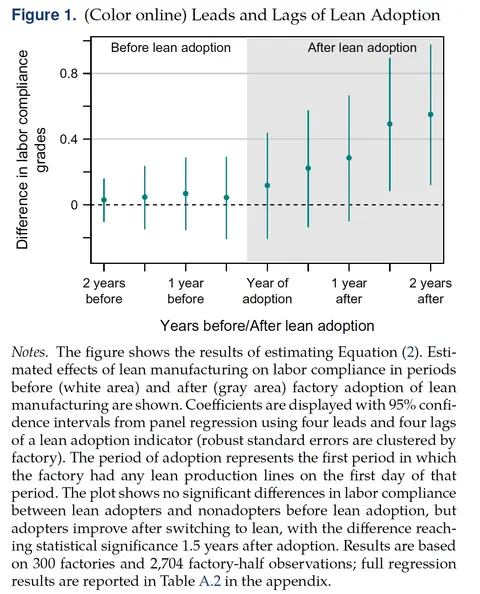 Figure 1. (Color online) Leads and Lags of Lean Adoption
Before lean adoption
After lean adoption
Difference in labor compliance
grades
0.8
0.4
0
2 years
before
1 year
before
Year of
adoption
1 year
after
2 years
after
Years before/After lean adoption
Notes. The figure shows the results of estimating Equation (2). Esti-
mated effects of lean manufacturing on labor compliance in periods
before (white area) and after (gray area) factory adoption of lean
manufacturing are shown. Coefficients are displayed with 95% confi-
dence intervals from panel regression using four leads and four lags
of a lean adoption indicator (robust standard errors are clustered by
factory). The period of adoption represents the first period in which
the factory had any lean production lines on the first day of that
period. The plot shows no significant differences in labor compliance
between lean adopters and nonadopters before lean adoption, but
adopters improve after switching to lean, with the difference reach-
ing statistical significance 1.5 years after adoption. Results are based
on 300 factories and 2,704 factory-half observations; full regression
results are reported in Table A.2 in the appendix.